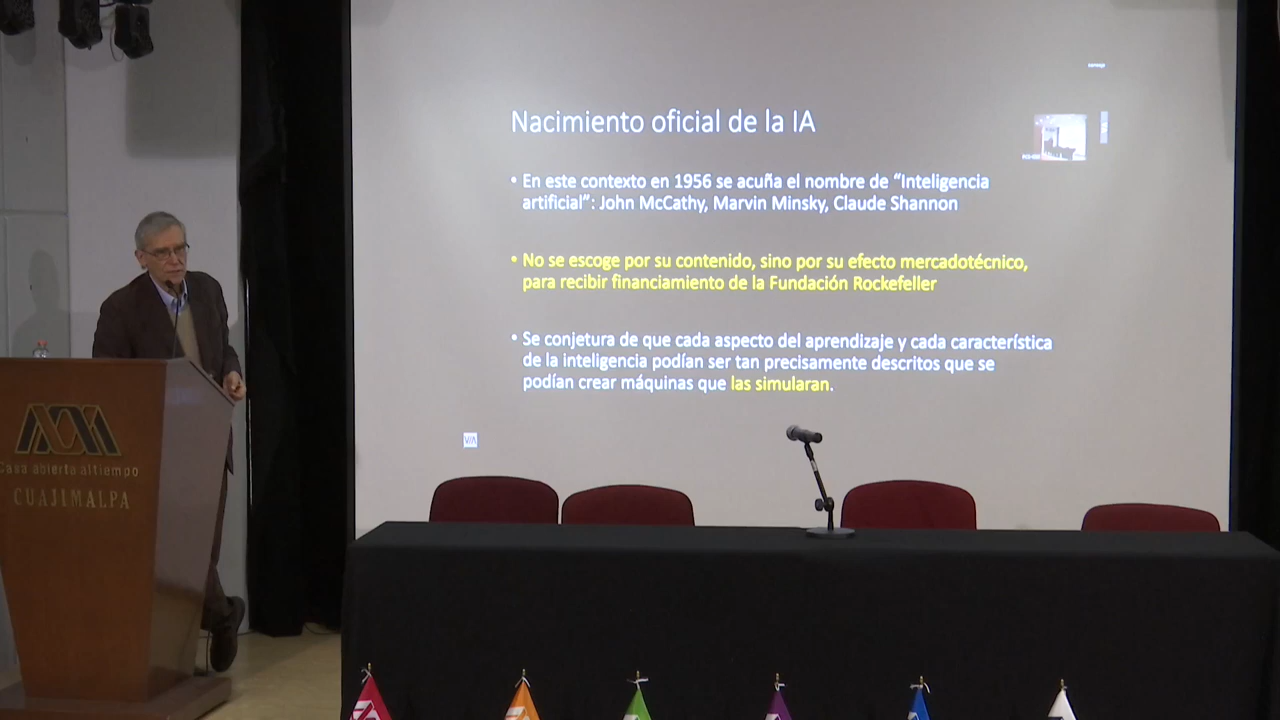 Nacimiento oficial de la IA
• En este contexto en 1956 se acuña el nombre de “Inteligencia
artificial”: John McCathy, Marvin Minsky, Claude Shannon
• No se escoge por su contenido, sino por su efecto mercadotécnico,
para recibir financiamiento de la Fundación Rockefeller
• Se conjetura de que cada aspecto del aprendizaje y cada característica
de la inteligencia podían ser tan precisamente descritos que se
podían crear máquinas que las simularan.
Casa abierta al tiempo
CUAJIMALPA